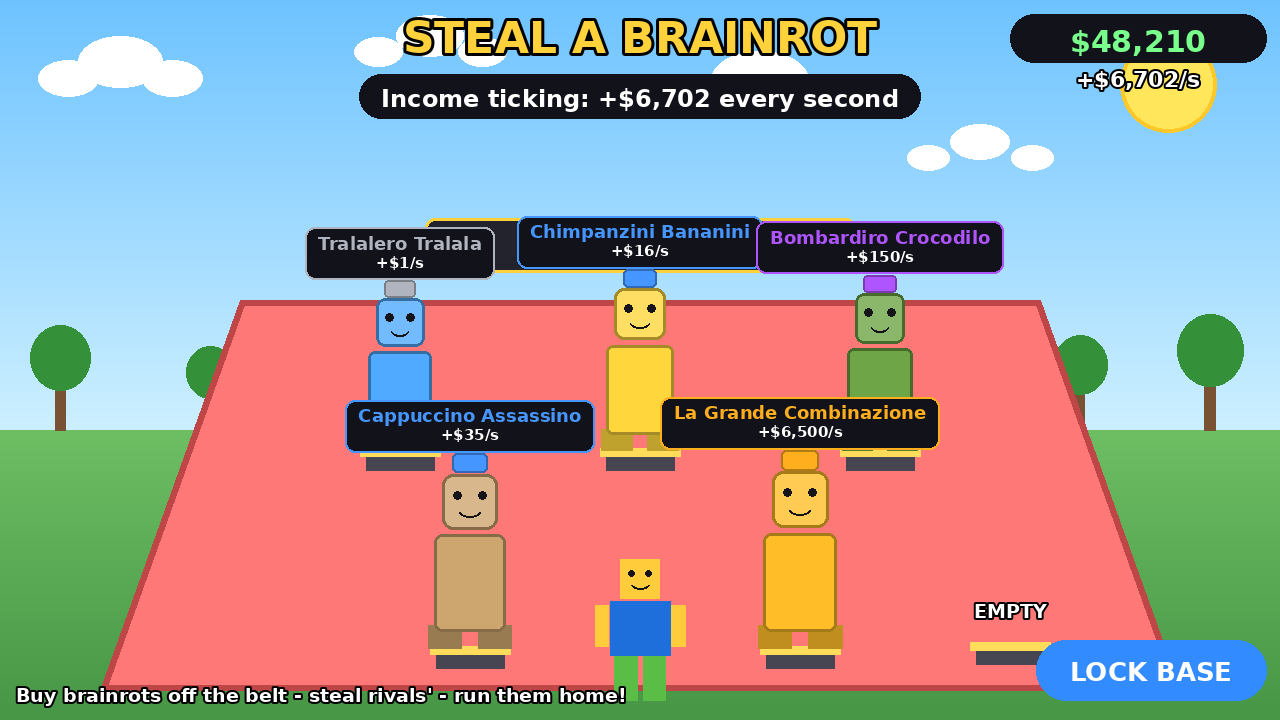 STEAL A BRAINROT
$48,210
+$6,702/s
Income ticking: +$6,702 every second
Tralalero Tralala
+$1/s
Chimpanzini Bananini
+$16/s
Bombardiro Crocodilo
+$150/s
Cappuccino Assassino
+$35/s
La Grande Combinazione
+$6,500/s
EMPTY
LOCK BASE
Buy brainrots off the belt - steal rivals' - run them home!